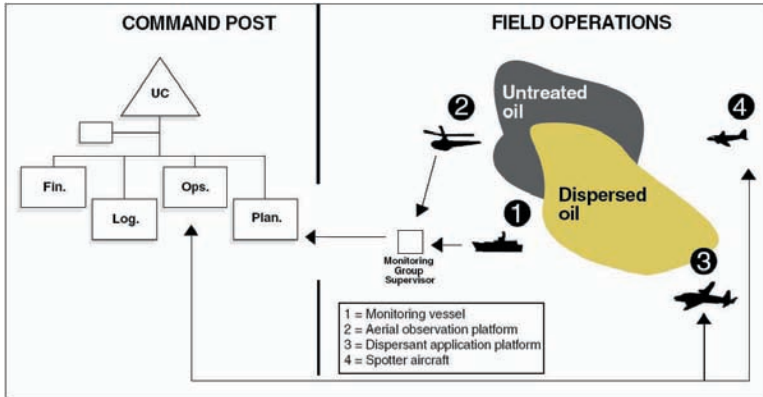 COMMAND POST
FIELD OPERATIONS
UC
Fin.
Log.
Ops.
Plan.
2
Untreated
oil
4
Dispersed
oil
1
Monitoring
Group
Supervisor
3
1 = Monitoring vessel
2 = Aerial observation platform
3 = Dispersant application platform
4 = Spotter aircraft